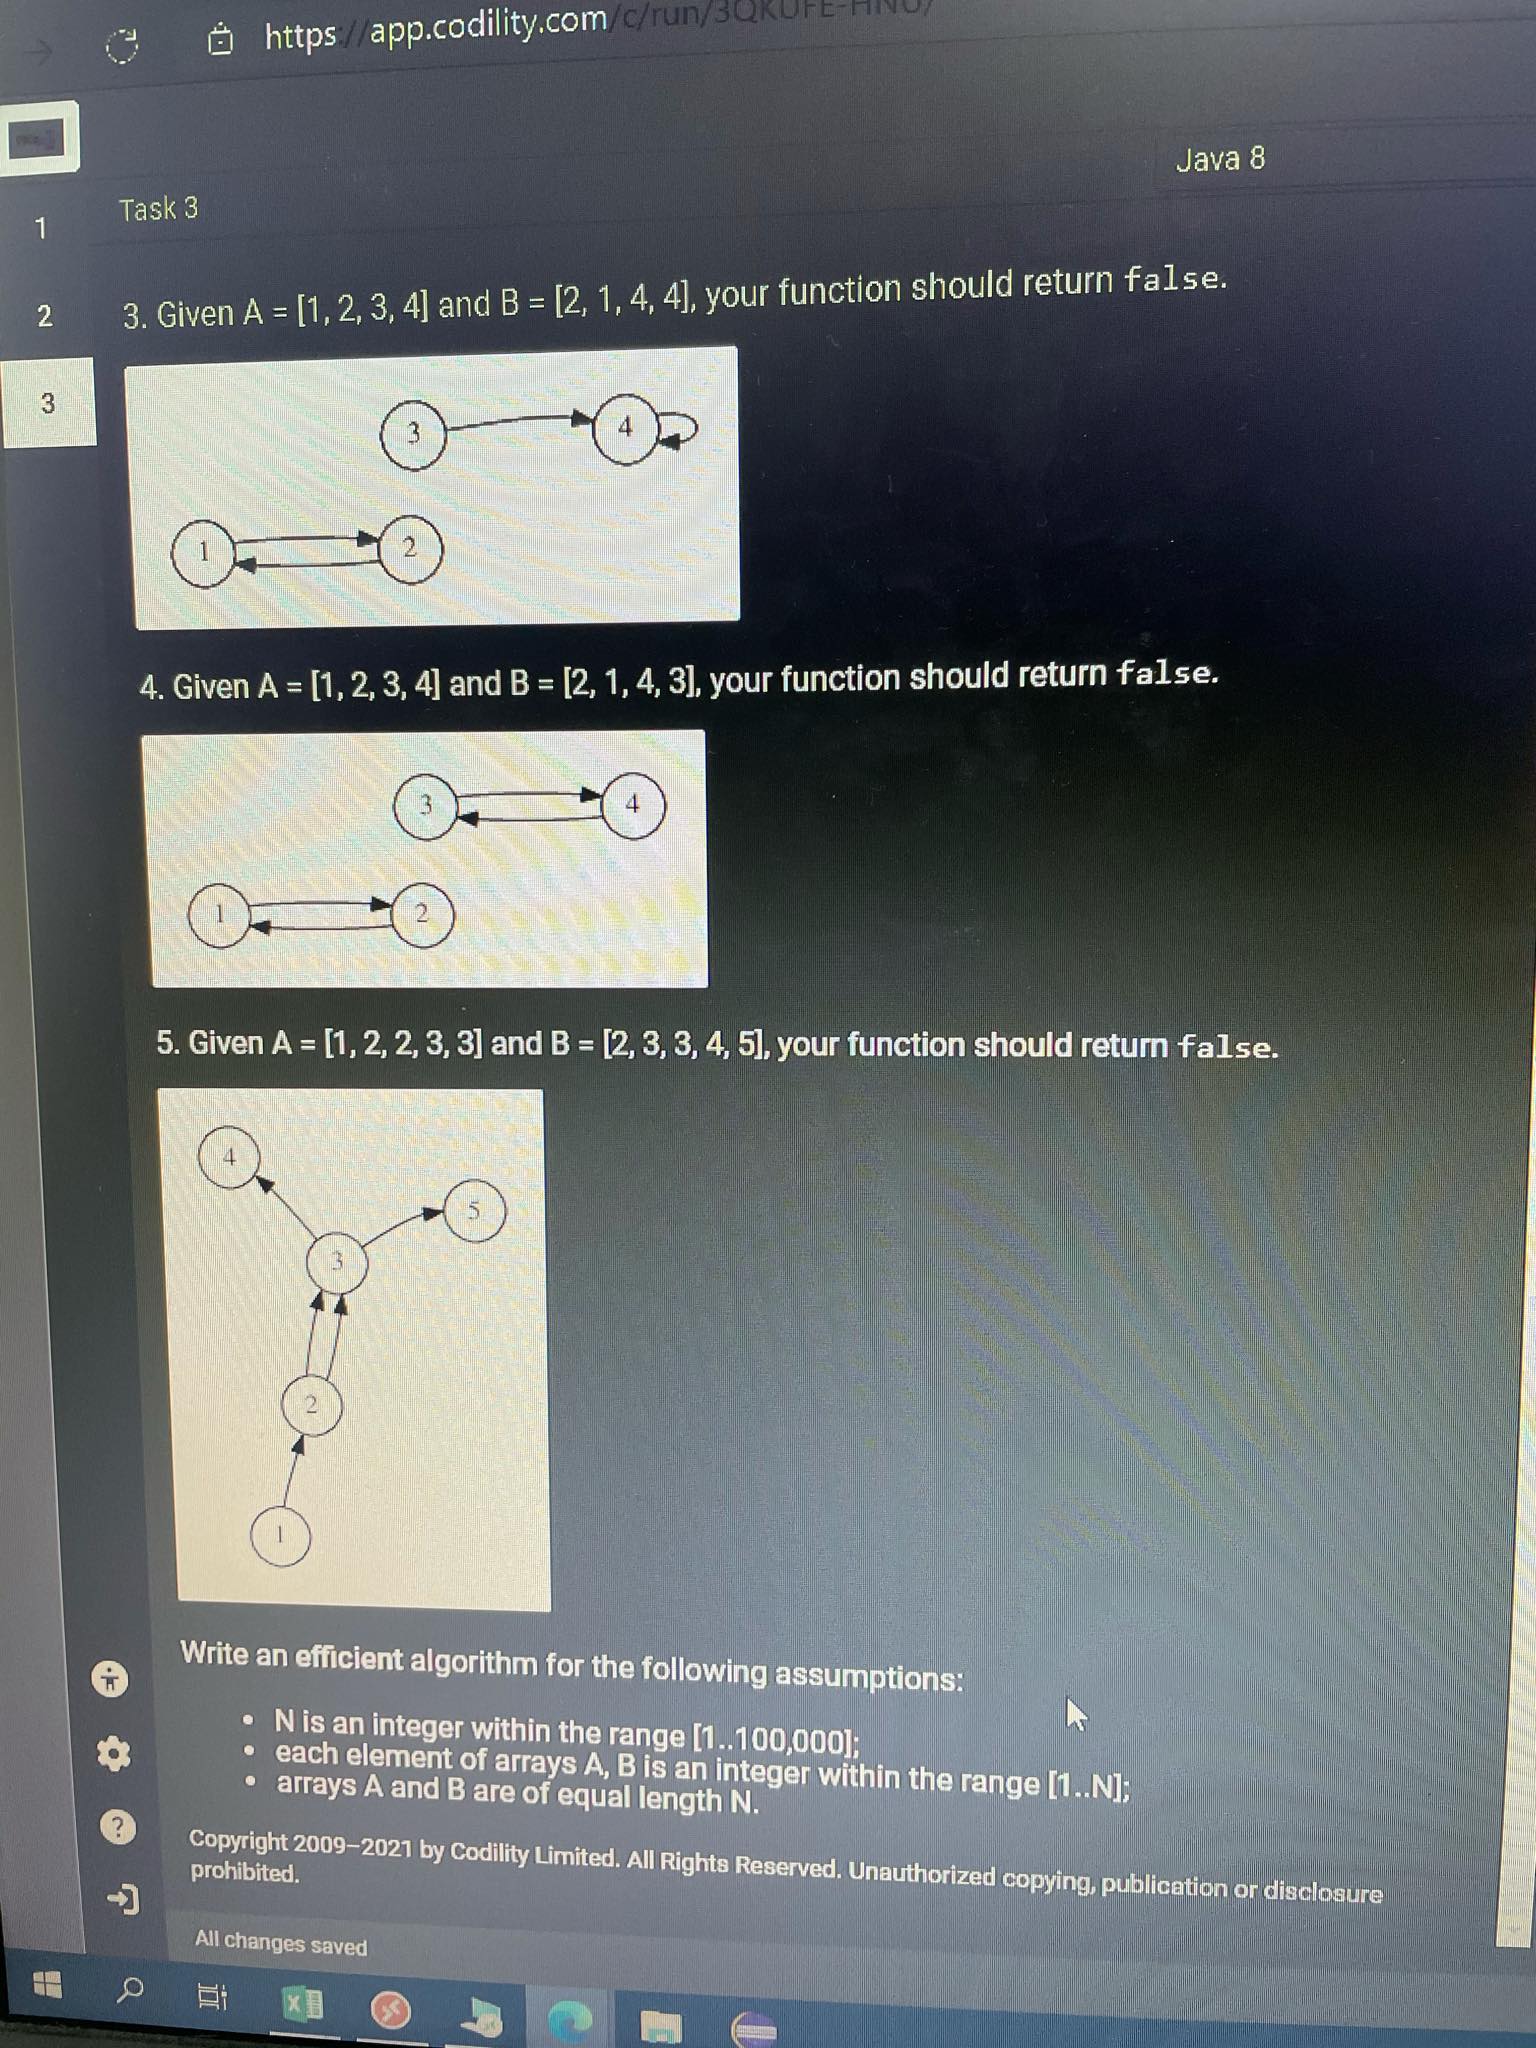 https://app.codility.com/c/run/3QKUFE-HNU/
Java 8
Task 3
1
2
3
3. Given A = [1, 2, 3, 4] and B = [2, 1, 4, 4], your function should return false.
3
4
1
2
4. Given A = [1, 2, 3, 4] and B = [2, 1, 4, 3], your function should return false.
3
4
1
2
5. Given A = [1, 2, 2, 3, 3] and B = [2, 3, 3, 4, 5], your function should return false.
4
5
3
2
1
Write an efficient algorithm for the following assumptions:
• N is an integer within the range [1..100,000];
• each element of arrays A, B is an integer within the range [1..N];
• arrays A and B are of equal length N.
Copyright 2009–2021 by Codility Limited. All Rights Reserved. Unauthorized copying, publication or disclosure
prohibited.
All changes saved